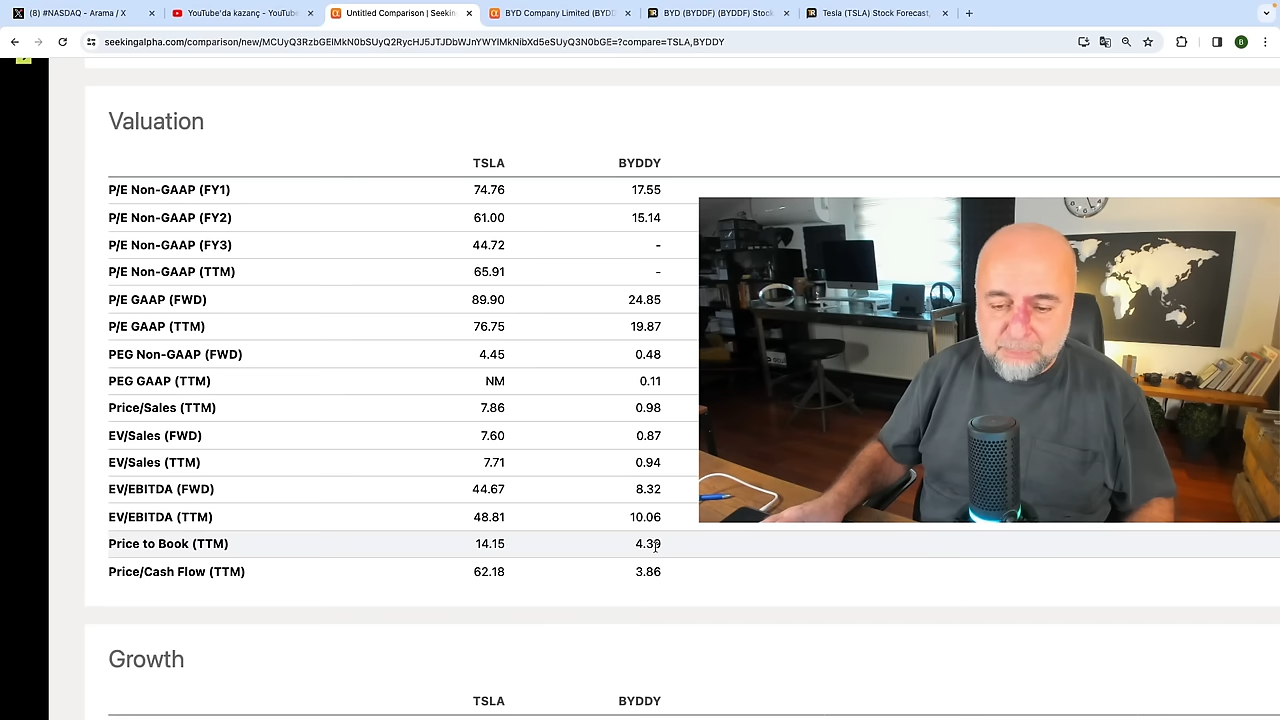 (8) #NASDAQ - Arama / X
YouTube'da kazanç - YouTube
Untitled Comparison | Seekin
BYD Company Limited (BYD
BYD (BYDDF) (BYDDF) Stock
Tesla (TSLA) Stock Forecast,
seekingalpha.com/comparison/new/MCUyQ3RzbGElMkN0bSUyQ2RycHJ5JTJDbWJnYWYlMkNibXd5eSUyQ3N0bGE=?compare=TSLA,BYDDY
B
Valuation
TSLA BYDDY
P/E Non-GAAP (FY1) 74.76 17.55
P/E Non-GAAP (FY2) 61.00 15.14
P/E Non-GAAP (FY3) 44.72 -
P/E Non-GAAP (TTM) 65.91 -
P/E GAAP (FWD) 89.90 24.85
P/E GAAP (TTM) 76.75 19.87
PEG Non-GAAP (FWD) 4.45 0.48
PEG GAAP (TTM) NM 0.11
Price/Sales (TTM) 7.86 0.98
EV/Sales (FWD) 7.60 0.87
EV/Sales (TTM) 7.71 0.94
EV/EBITDA (FWD) 44.67 8.32
EV/EBITDA (TTM) 48.81 10.06
Price to Book (TTM) 14.15 4.39
Price/Cash Flow (TTM) 62.18 3.86
Growth
TSLA BYDDY